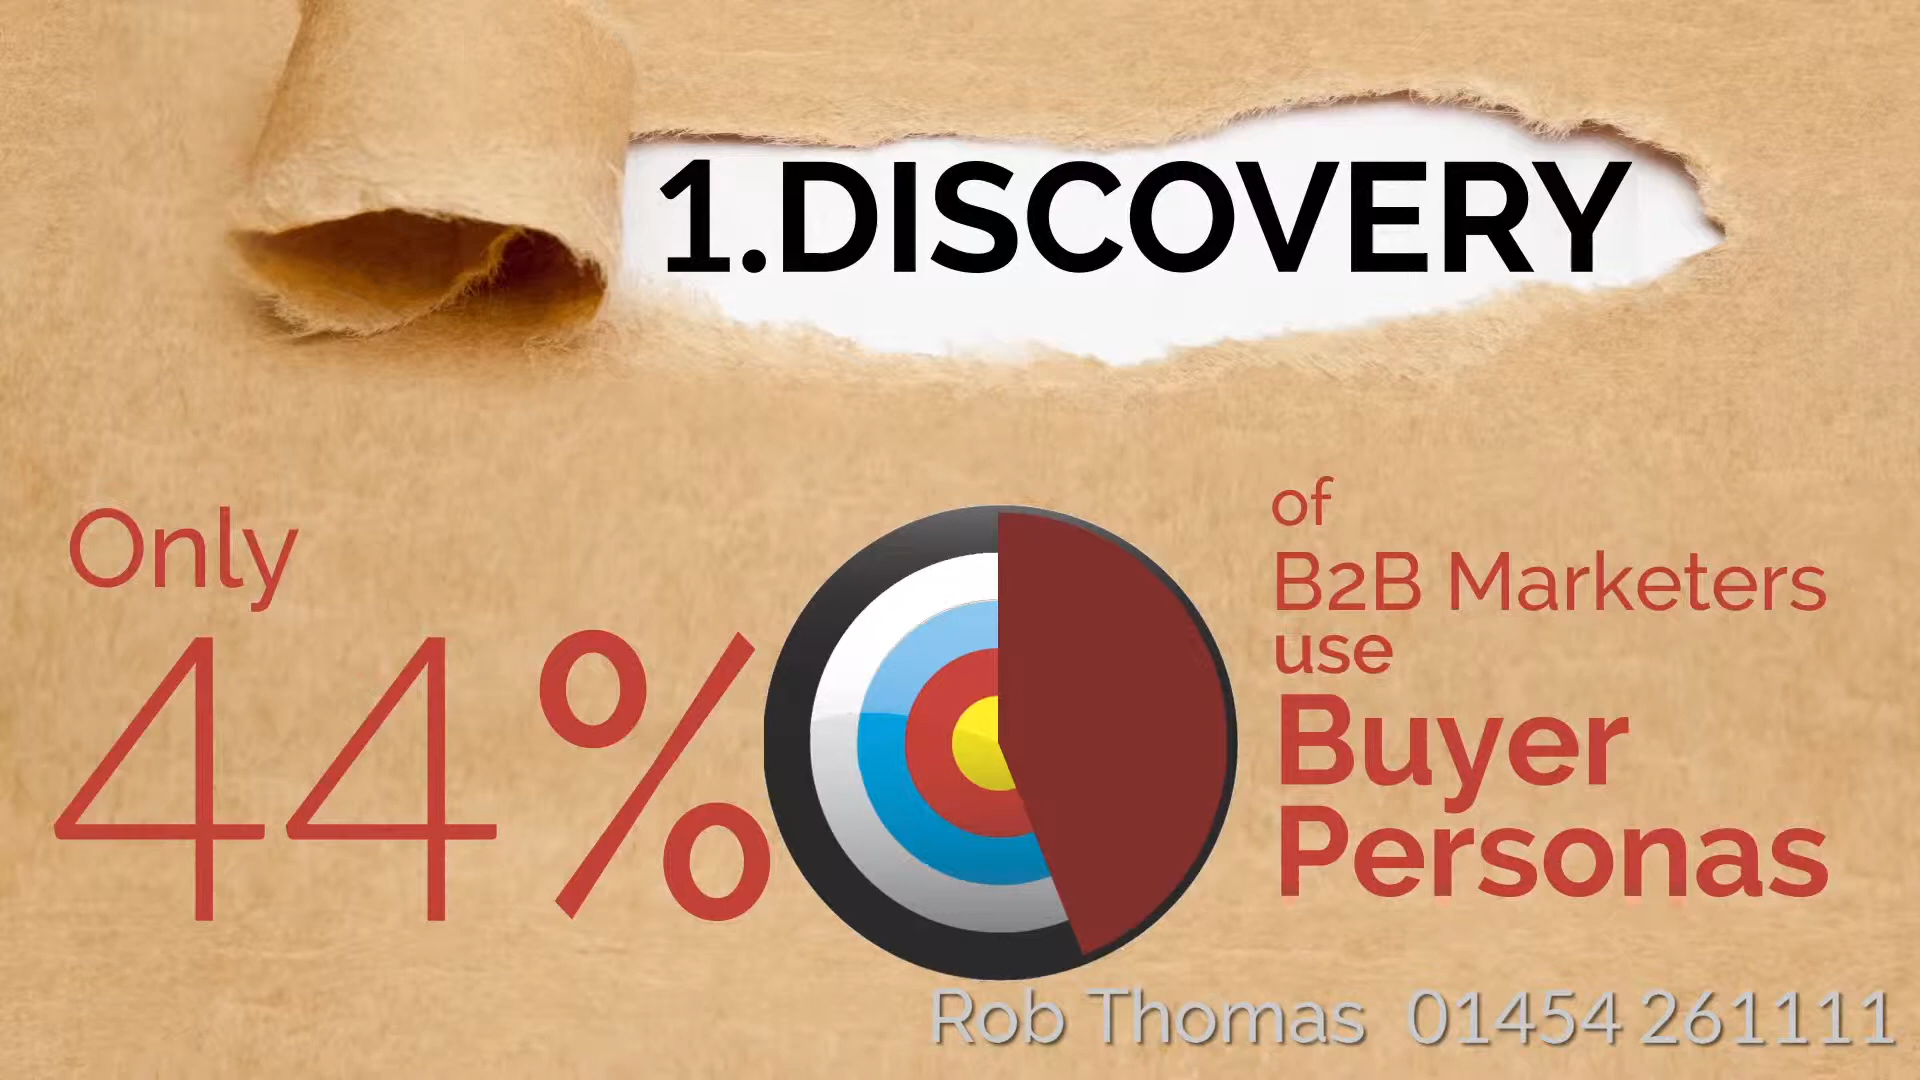 1.DISCOVERY
Only
44%
of
B2B Marketers
use
Buyer
Personas
Rob Thomas 01454 261111